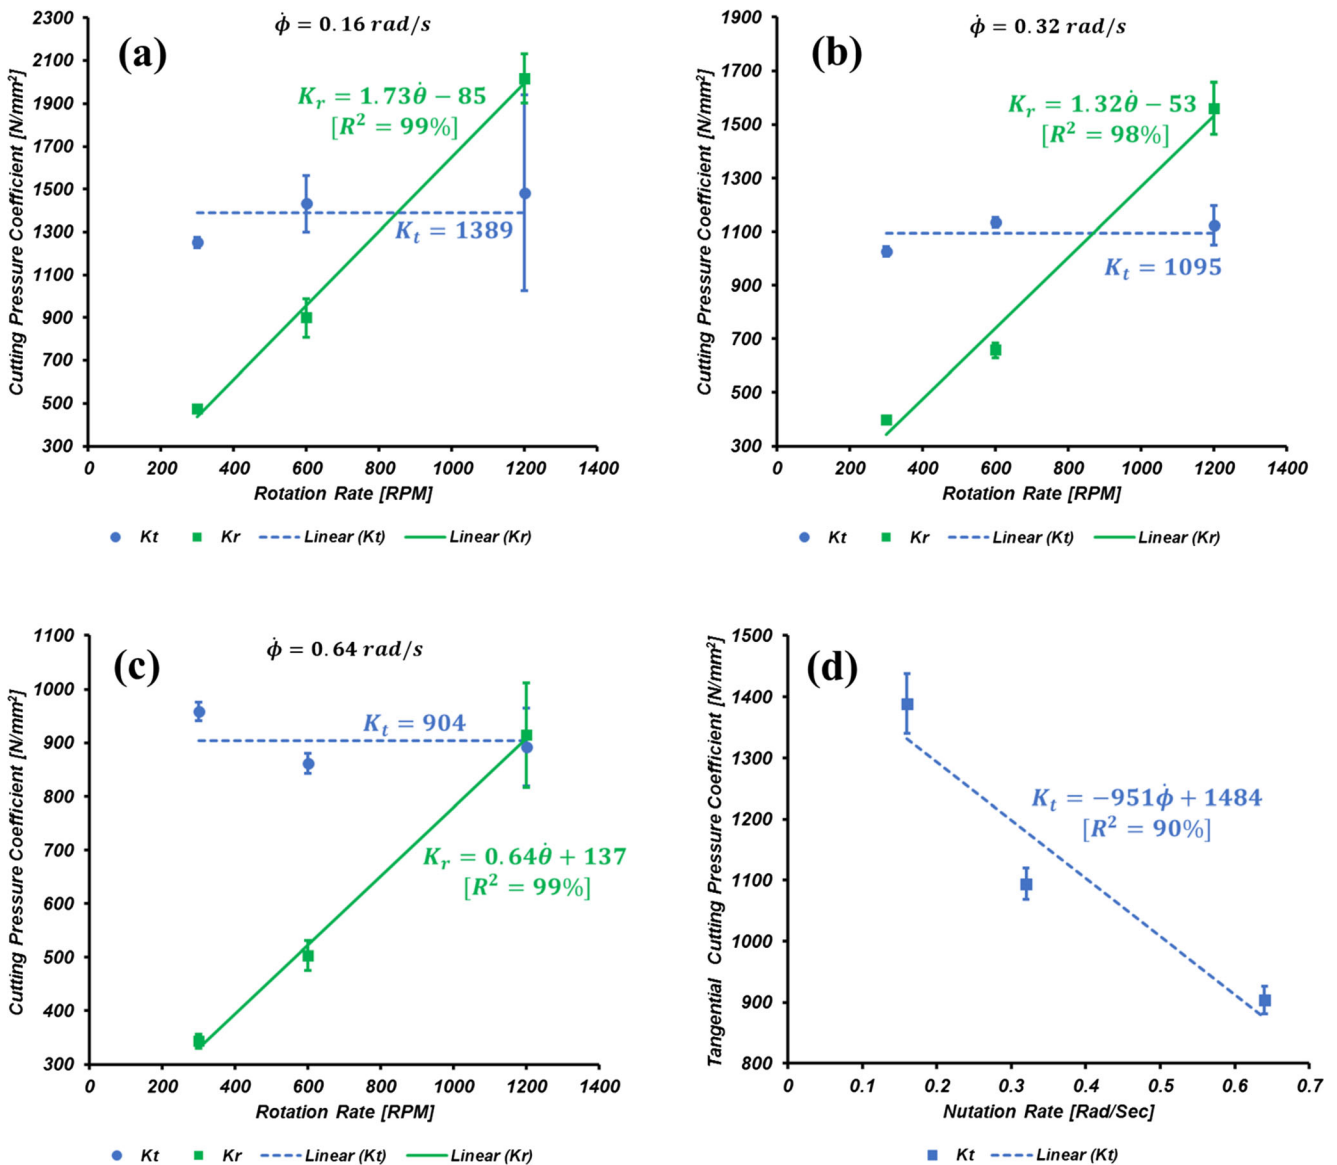 (a)
ϕ̇ = 0.16 rad/s
Cutting Pressure Coefficient [N/mm²]
2300
2100
1900
1700
1500
1300
1100
900
700
500
300
K_r = 1.73θ̇ − 85
[R² = 99%]
K_t = 1389
0 200 400 600 800 1000 1200 1400
Rotation Rate [RPM]
Kt Kr Linear (Kt) Linear (Kr)
(b)
ϕ̇ = 0.32 rad/s
Cutting Pressure Coefficient [N/mm²]
1900
1700
1500
1300
1100
900
700
500
300
K_r = 1.32θ̇ − 53
[R² = 98%]
K_t = 1095
0 200 400 600 800 1000 1200 1400
Rotation Rate [RPM]
Kt Kr Linear (Kt) Linear (Kr)
(c)
ϕ̇ = 0.64 rad/s
Cutting Pressure Coefficient [N/mm²]
1100
1000
900
800
700
600
500
400
300
K_t = 904
K_r = 0.64θ̇ + 137
[R² = 99%]
0 200 400 600 800 1000 1200 1400
Rotation Rate [RPM]
Kt Kr Linear (Kt) Linear (Kr)
(d)
Tangential Cutting Pressure Coefficient [N/mm²]
1500
1400
1300
1200
1100
1000
900
800
K_t = −951ϕ̇ + 1484
[R² = 90%]
0 0.1 0.2 0.3 0.4 0.5 0.6 0.7
Nutation Rate [Rad/Sec]
Kt Linear (Kt)